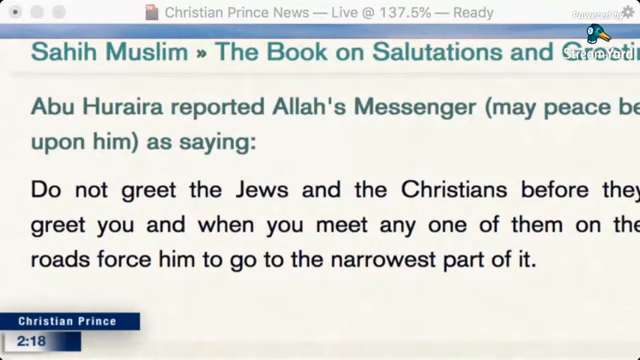 Christian Prince News — Live @ 137.5% — Ready
Powered by
StreamYard
Sahih Muslim » The Book on Salutations and
Abu Huraira reported Allah's Messenger (may peace be
upon him) as saying:
Do not greet the Jews and the Christians before they
greet you and when you meet any one of them on the
roads force him to go to the narrowest part of it.
Christian Prince
2:18